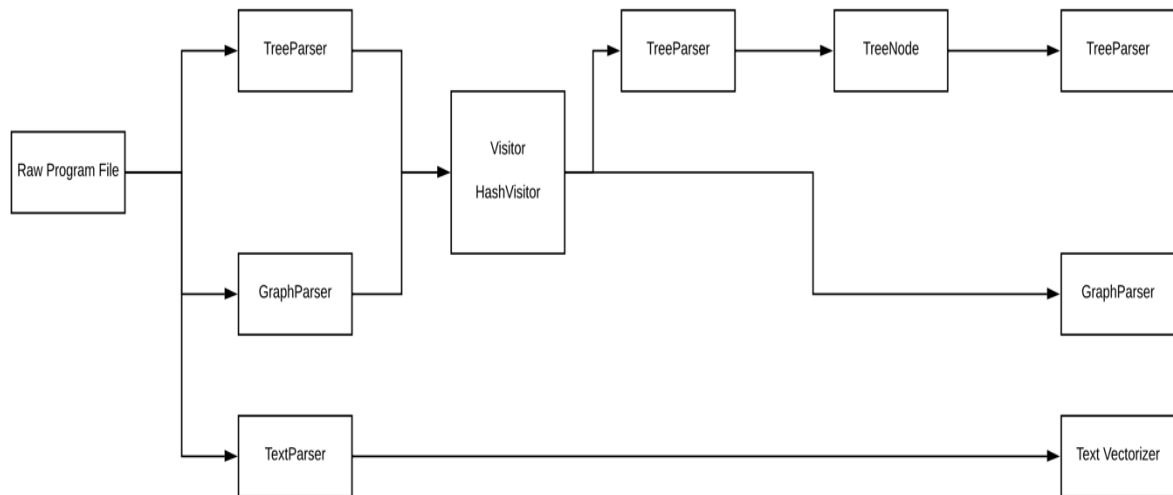 TreeParser
TreeParser
TreeNode
TreeParser
Raw Program File
Visitor
HashVisitor
GraphParser
GraphParser
TextParser
Text Vectorizer